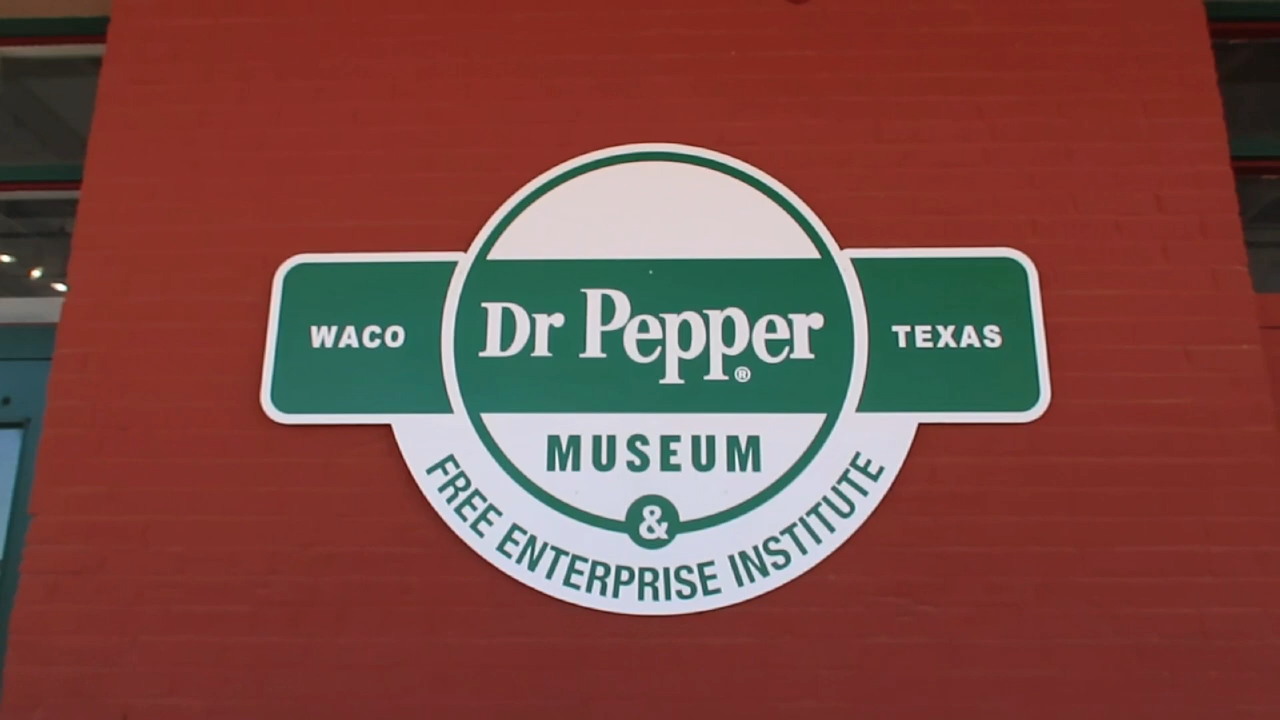 WACO
Dr Pepper®
TEXAS
MUSEUM
&
FREE ENTERPRISE INSTITUTE